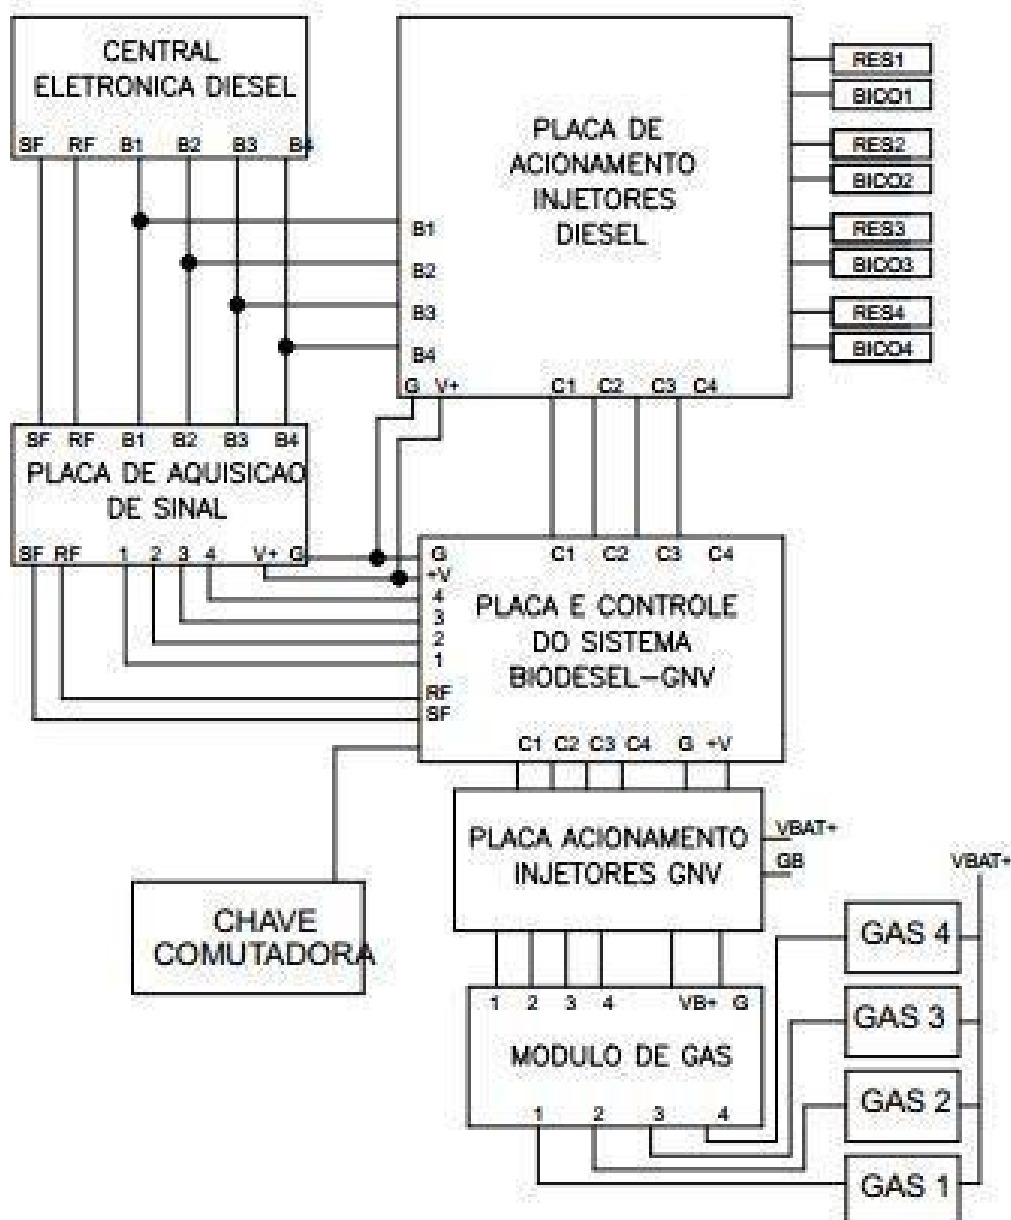 CENTRAL
ELETRONICA DIESEL
SF RF B1 B2 B3 B4
PLACA DE
ACIONAMENTO
INJETORES
DIESEL
B1
B2
B3
B4
G V+
C1 C2 C3 C4
RES1
BICO1
RES2
BICO2
RES3
BICO3
RES4
BICO4
SF RF B1 B2 B3 B4
PLACA DE AQUISICAO
DE SINAL
SF RF 1 2 3 4 V+ G
G
+V
4
3
2
1
RF
SF
C1 C2 C3 C4
PLACA E CONTROLE
DO SISTEMA
BIODESEL-GNV
C1 C2 C3 C4 G +V
PLACA ACIONAMENTO
INJETORES GNV
VBAT+
GB
CHAVE
COMUTADORA
1 2 3 4 VB+ G
MODULO DE GAS
1 2 3 4
VBAT+
GAS 4
GAS 3
GAS 2
GAS 1